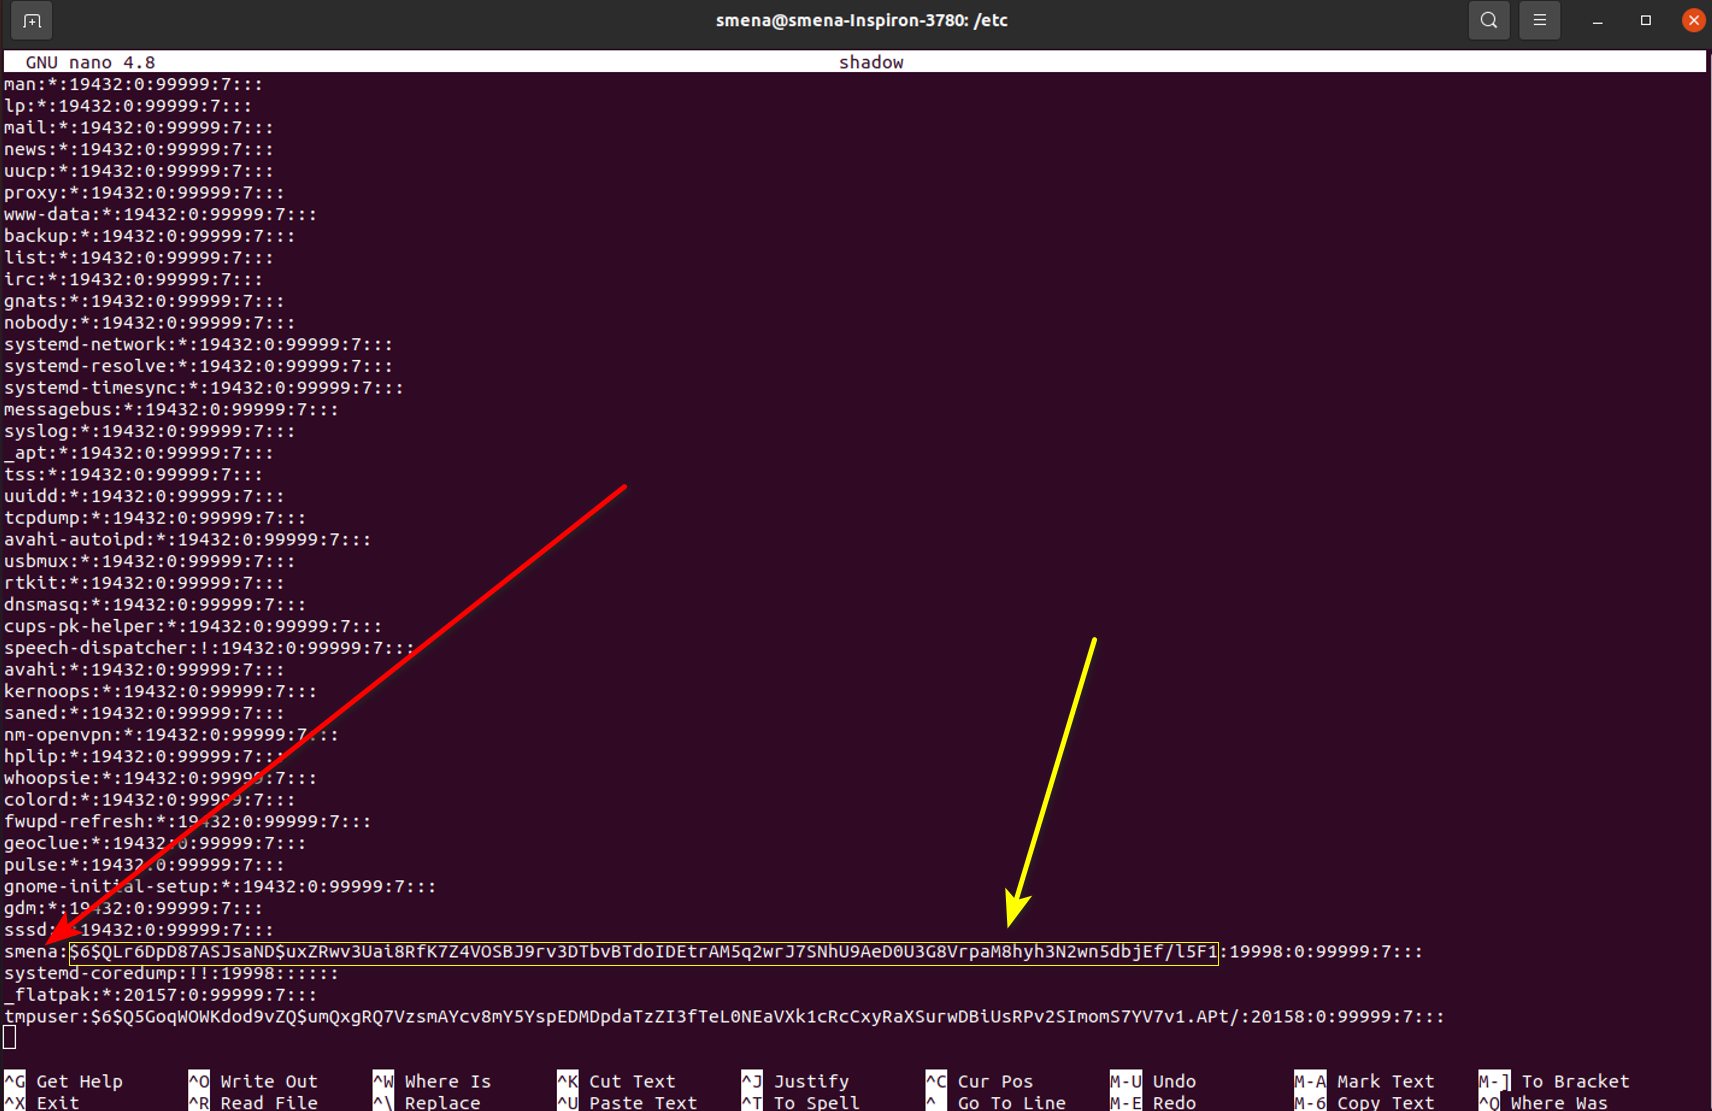 smena@smena-Inspiron-3780: /etc
GNU nano 4.8 shadow
man:*:19432:0:99999:7:::
lp:*:19432:0:99999:7:::
mail:*:19432:0:99999:7:::
news:*:19432:0:99999:7:::
uucp:*:19432:0:99999:7:::
proxy:*:19432:0:99999:7:::
www-data:*:19432:0:99999:7:::
backup:*:19432:0:99999:7:::
list:*:19432:0:99999:7:::
irc:*:19432:0:99999:7:::
gnats:*:19432:0:99999:7:::
nobody:*:19432:0:99999:7:::
systemd-network:*:19432:0:99999:7:::
systemd-resolve:*:19432:0:99999:7:::
systemd-timesync:*:19432:0:99999:7:::
messagebus:*:19432:0:99999:7:::
syslog:*:19432:0:99999:7:::
_apt:*:19432:0:99999:7:::
tss:*:19432:0:99999:7:::
uuidd:*:19432:0:99999:7:::
tcpdump:*:19432:0:99999:7:::
avahi-autoipd:*:19432:0:99999:7:::
usbmux:*:19432:0:99999:7:::
rtkit:*:19432:0:99999:7:::
dnsmasq:*:19432:0:99999:7:::
cups-pk-helper:*:19432:0:99999:7:::
speech-dispatcher:!:19432:0:99999:7:::
avahi:*:19432:0:99999:7:::
kernoops:*:19432:0:99999:7:::
saned:*:19432:0:99999:7:::
nm-openvpn:*:19432:0:99999:7:::
hplip:*:19432:0:99999:7:::
whoopsie:*:19432:0:99999:7:::
colord:*:19432:0:99999:7:::
fwupd-refresh:*:19432:0:99999:7:::
geoclue:*:19432:0:99999:7:::
pulse:*:19432:0:99999:7:::
gnome-initial-setup:*:19432:0:99999:7:::
gdm:*:19432:0:99999:7:::
sssd:*:19432:0:99999:7:::
smena:$6$QLr6DpD87ASJsaND$uxZRwv3Uai8RfK7Z4VOSBJ9rv3DTbvBTdoIDEtrAM5q2wrJ7SNhU9AeD0U3G8VrpaM8hyh3N2wn5dbjEf/l5F1:19998:0:99999:7:::
systemd-coredump:!!:19998::::::
_flatpak:*:20157:0:99999:7:::
tmpuser:$6$Q5GoqWOWKdod9vZQ$umQxgRQ7VzsmAYcv8mY5YspEDMDpdaTzZI3fTeL0NEaVXk1cRcCxyRaXSurwDBiUsRPv2SImomS7YV7v1.APt/:20158:0:99999:7:::
^G Get Help ^O Write Out ^W Where Is ^K Cut Text ^J Justify ^C Cur Pos M-U Undo M-A Mark Text M-] To Bracket
^X Exit ^R Read File ^\ Replace ^U Paste Text ^T To Spell ^_ Go To Line M-E Redo M-6 Copy Text ^Q Where Was